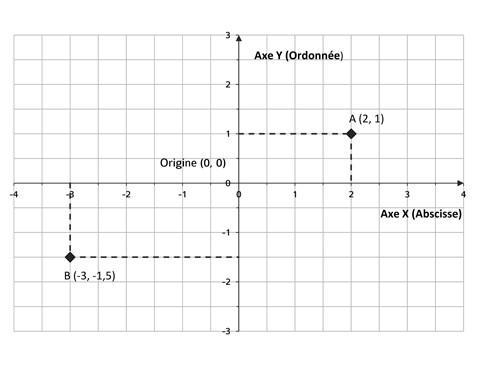 3
Axe Y (Ordonnée)
2
A (2, 1)
1
Origine (0, 0)
0
-4 -3 -2 -1 0 1 2 3 4
Axe X (Abscisse)
-1
B (-3, -1,5)
-2
-3